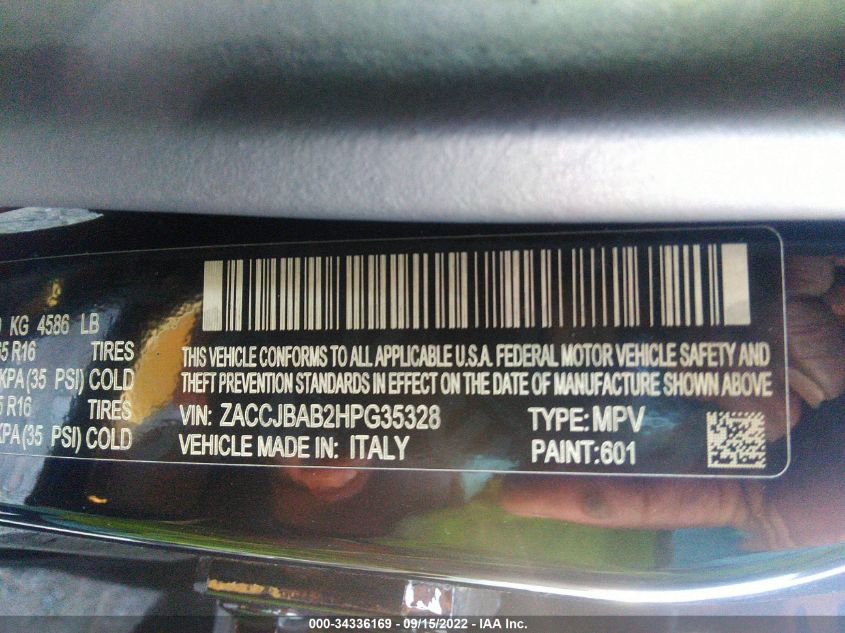 KG 4586 LB
R16 TIRES
KPA (35 PSI) COLD
R16 TIRES
KPA (35 PSI) COLD
THIS VEHICLE CONFORMS TO ALL APPLICABLE U.S.A. FEDERAL MOTOR VEHICLE SAFETY AND
THEFT PREVENTION STANDARDS IN EFFECT ON THE DATE OF MANUFACTURE SHOWN ABOVE
VIN: ZACCJBAB2HPG35328 TYPE: MPV
VEHICLE MADE IN: ITALY PAINT:601
000-34336169 - 09/15/2022 - IAA Inc.